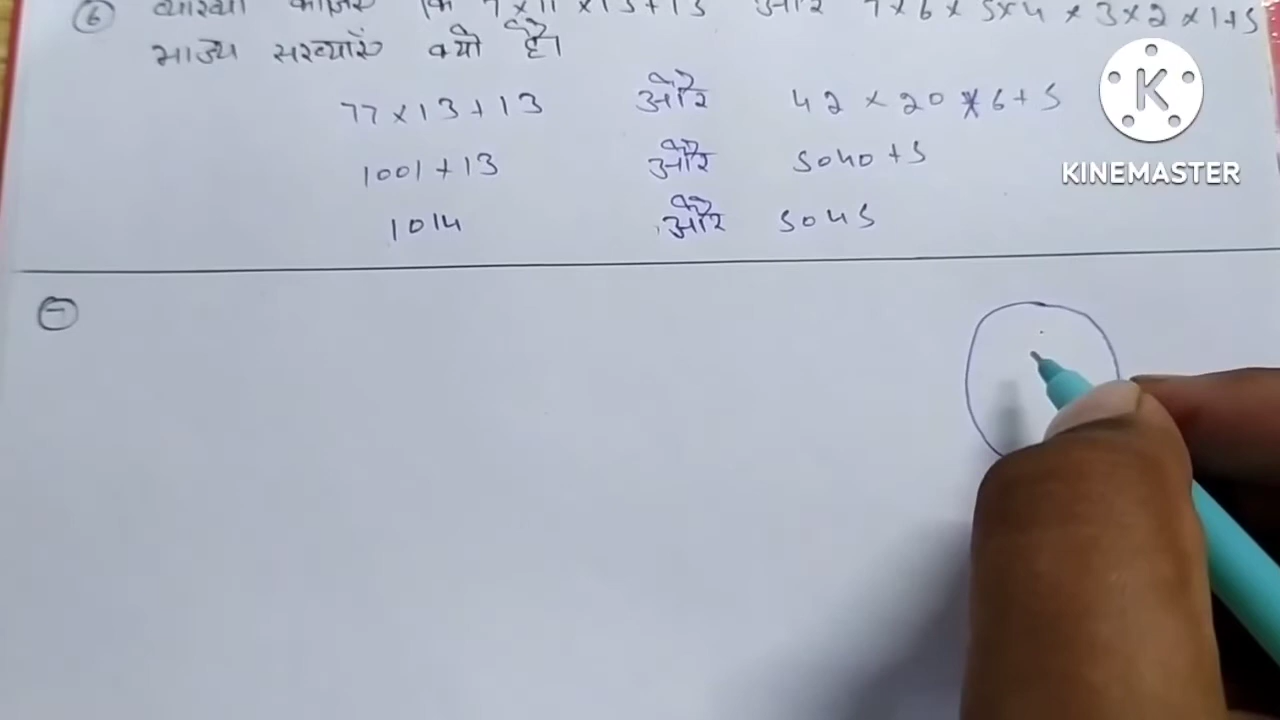 ⑥ व्याख्या कीजिए कि 7 x 11 x 13 + 13 और 7 x 6 x 5 x 4 x 3 x 2 x 1 + 5
भाज्य सख्याएं क्यों है।
77 x 13 + 13 और 42 x 20 x 6 + 5
1001 + 13 और 5040 + 5
1014 और 5045
K
KINEMASTER